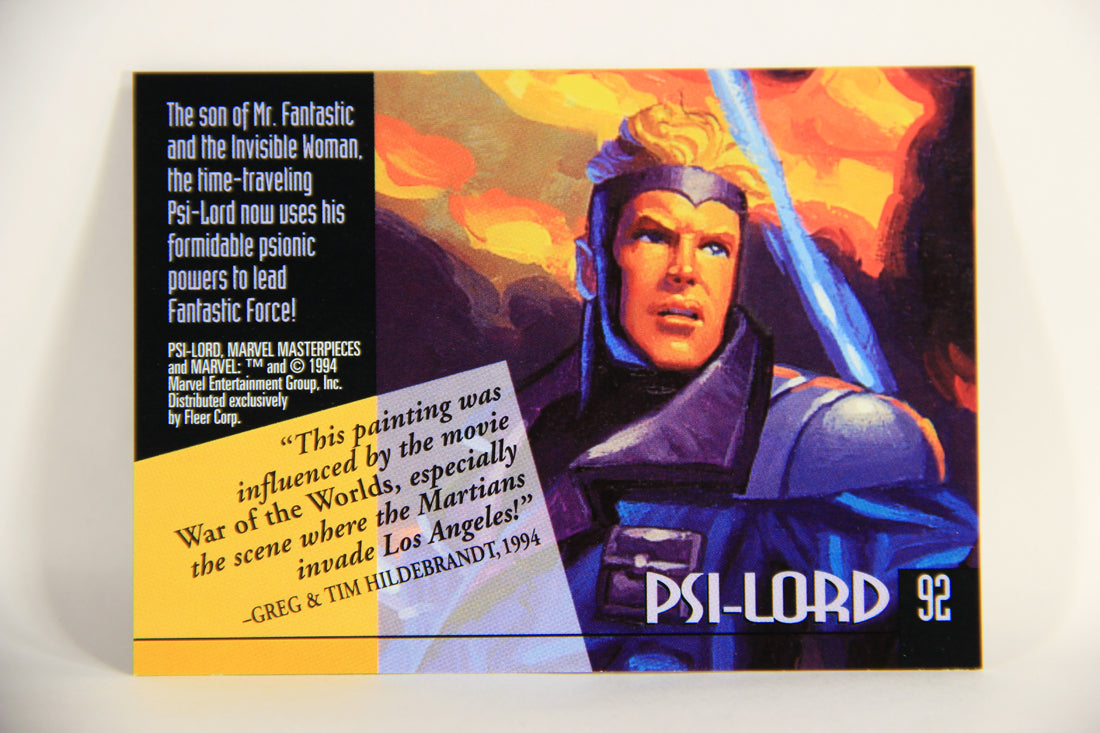 The son of Mr. Fantastic
and the Invisible Woman,
the time-traveling
Psi-Lord now uses his
formidable psionic
powers to lead
Fantastic Force!
PSI-LORD, MARVEL MASTERPIECES
and MARVEL: ™ and © 1994
Marvel Entertainment Group, Inc.
Distributed exclusively
by Fleer Corp.
“This painting was
influenced by the movie
War of the Worlds, especially
the scene where the Martians
invade Los Angeles!”
–GREG & TIM HILDEBRANDT, 1994
PSI-LORD 92